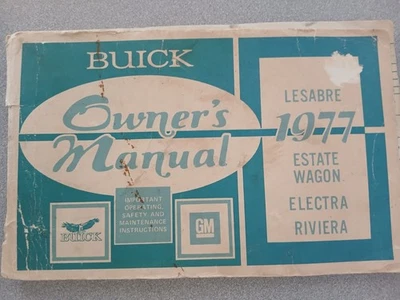 BUICK
Owner's
Manual
IMPORTANT
OPERATING,
SAFETY AND
MAINTENANCE
INSTRUCTIONS
BUICK
GM
LESABRE
1977
ESTATE
WAGON
ELECTRA
RIVIERA